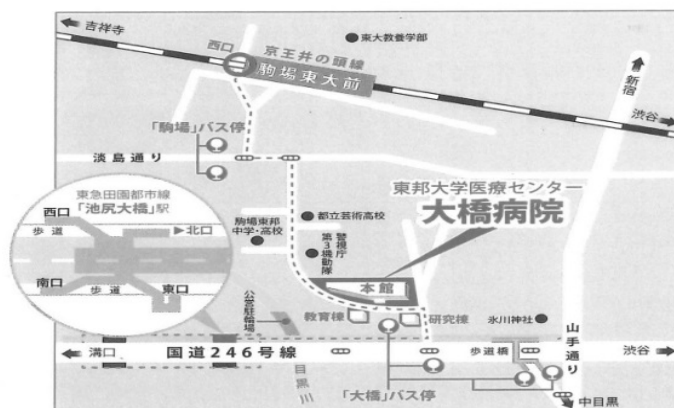 吉祥寺
西口
京王井の頭線
駒場東大前
東大教養学部
新宿
渋谷
「駒場」バス停
淡島通り
東急田園都市線
「池尻大橋」駅
西口
歩道
北口
南口
歩道
東口
駒場東邦
中学・高校
都立芸術高校
警視庁
第3機動隊
東邦大学医療センター
大橋病院
本館
教育棟
研究棟
氷川神社
公営駐輪場
山手通り
溝口
国道246号線
歩道橋
渋谷
目黒川
「大橋」バス停
中目黒